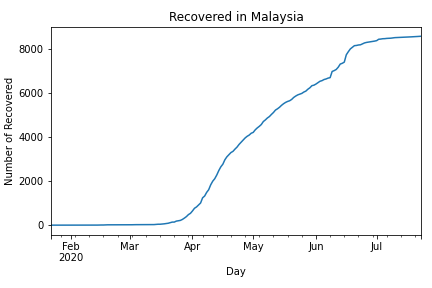 Recovered in Malaysia
Number of Recovered
8000
6000
4000
2000
0
Feb
2020
Mar
Apr
May
Jun
Jul
Day